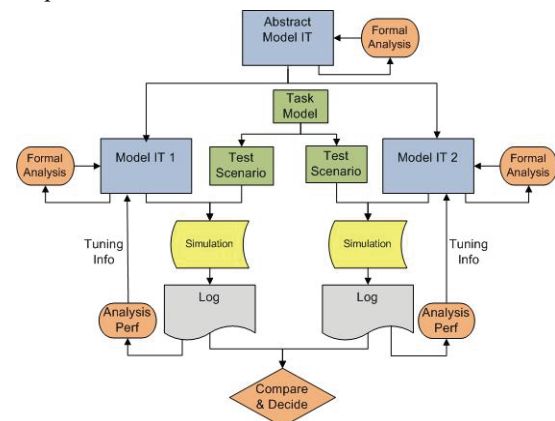 Abstract
Model IT
Formal
Analysis
Task
Model
Formal
Analysis
Model IT 1
Test
Scenario
Test
Scenario
Model IT 2
Formal
Analysis
Tuning
Info
Simulation
Simulation
Tuning
Info
Analysis
Perf
Log
Log
Analysis
Perf
Compare
& Decide